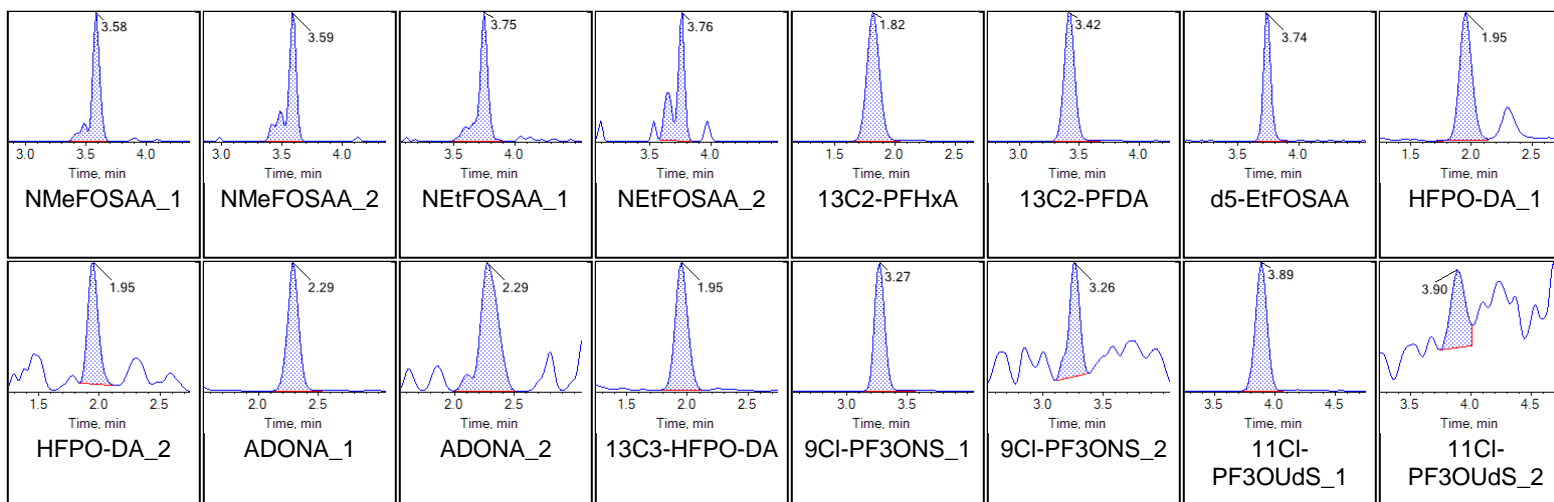 3.58
3.59
3.75
3.76
1.82
3.42
3.74
1.95
3.0 3.5 4.0
3.0 3.5 4.0
3.5 4.0
3.5 4.0
1.5 2.0 2.5
3.0 3.5 4.0
3.5 4.0
1.5 2.0 2.5
Time, min
Time, min
Time, min
Time, min
Time, min
Time, min
Time, min
Time, min
NMeFOSAA_1
NMeFOSAA_2
NEtFOSAA_1
NEtFOSAA_2
13C2-PFHxA
13C2-PFDA
d5-EtFOSAA
HFPO-DA_1
1.95
2.29
2.29
1.95
3.27
3.26
3.89
3.90
1.5 2.0 2.5
2.0 2.5
2.0 2.5
1.5 2.0 2.5
3.0 3.5
3.0 3.5 4.0
3.5 4.0 4.5
3.5 4.0 4.5
Time, min
Time, min
Time, min
Time, min
Time, min
Time, min
Time, min
Time, min
HFPO-DA_2
ADONA_1
ADONA_2
13C3-HFPO-DA
9Cl-PF3ONS_1
9Cl-PF3ONS_2
11Cl-
PF3OUdS_1
11Cl-
PF3OUdS_2